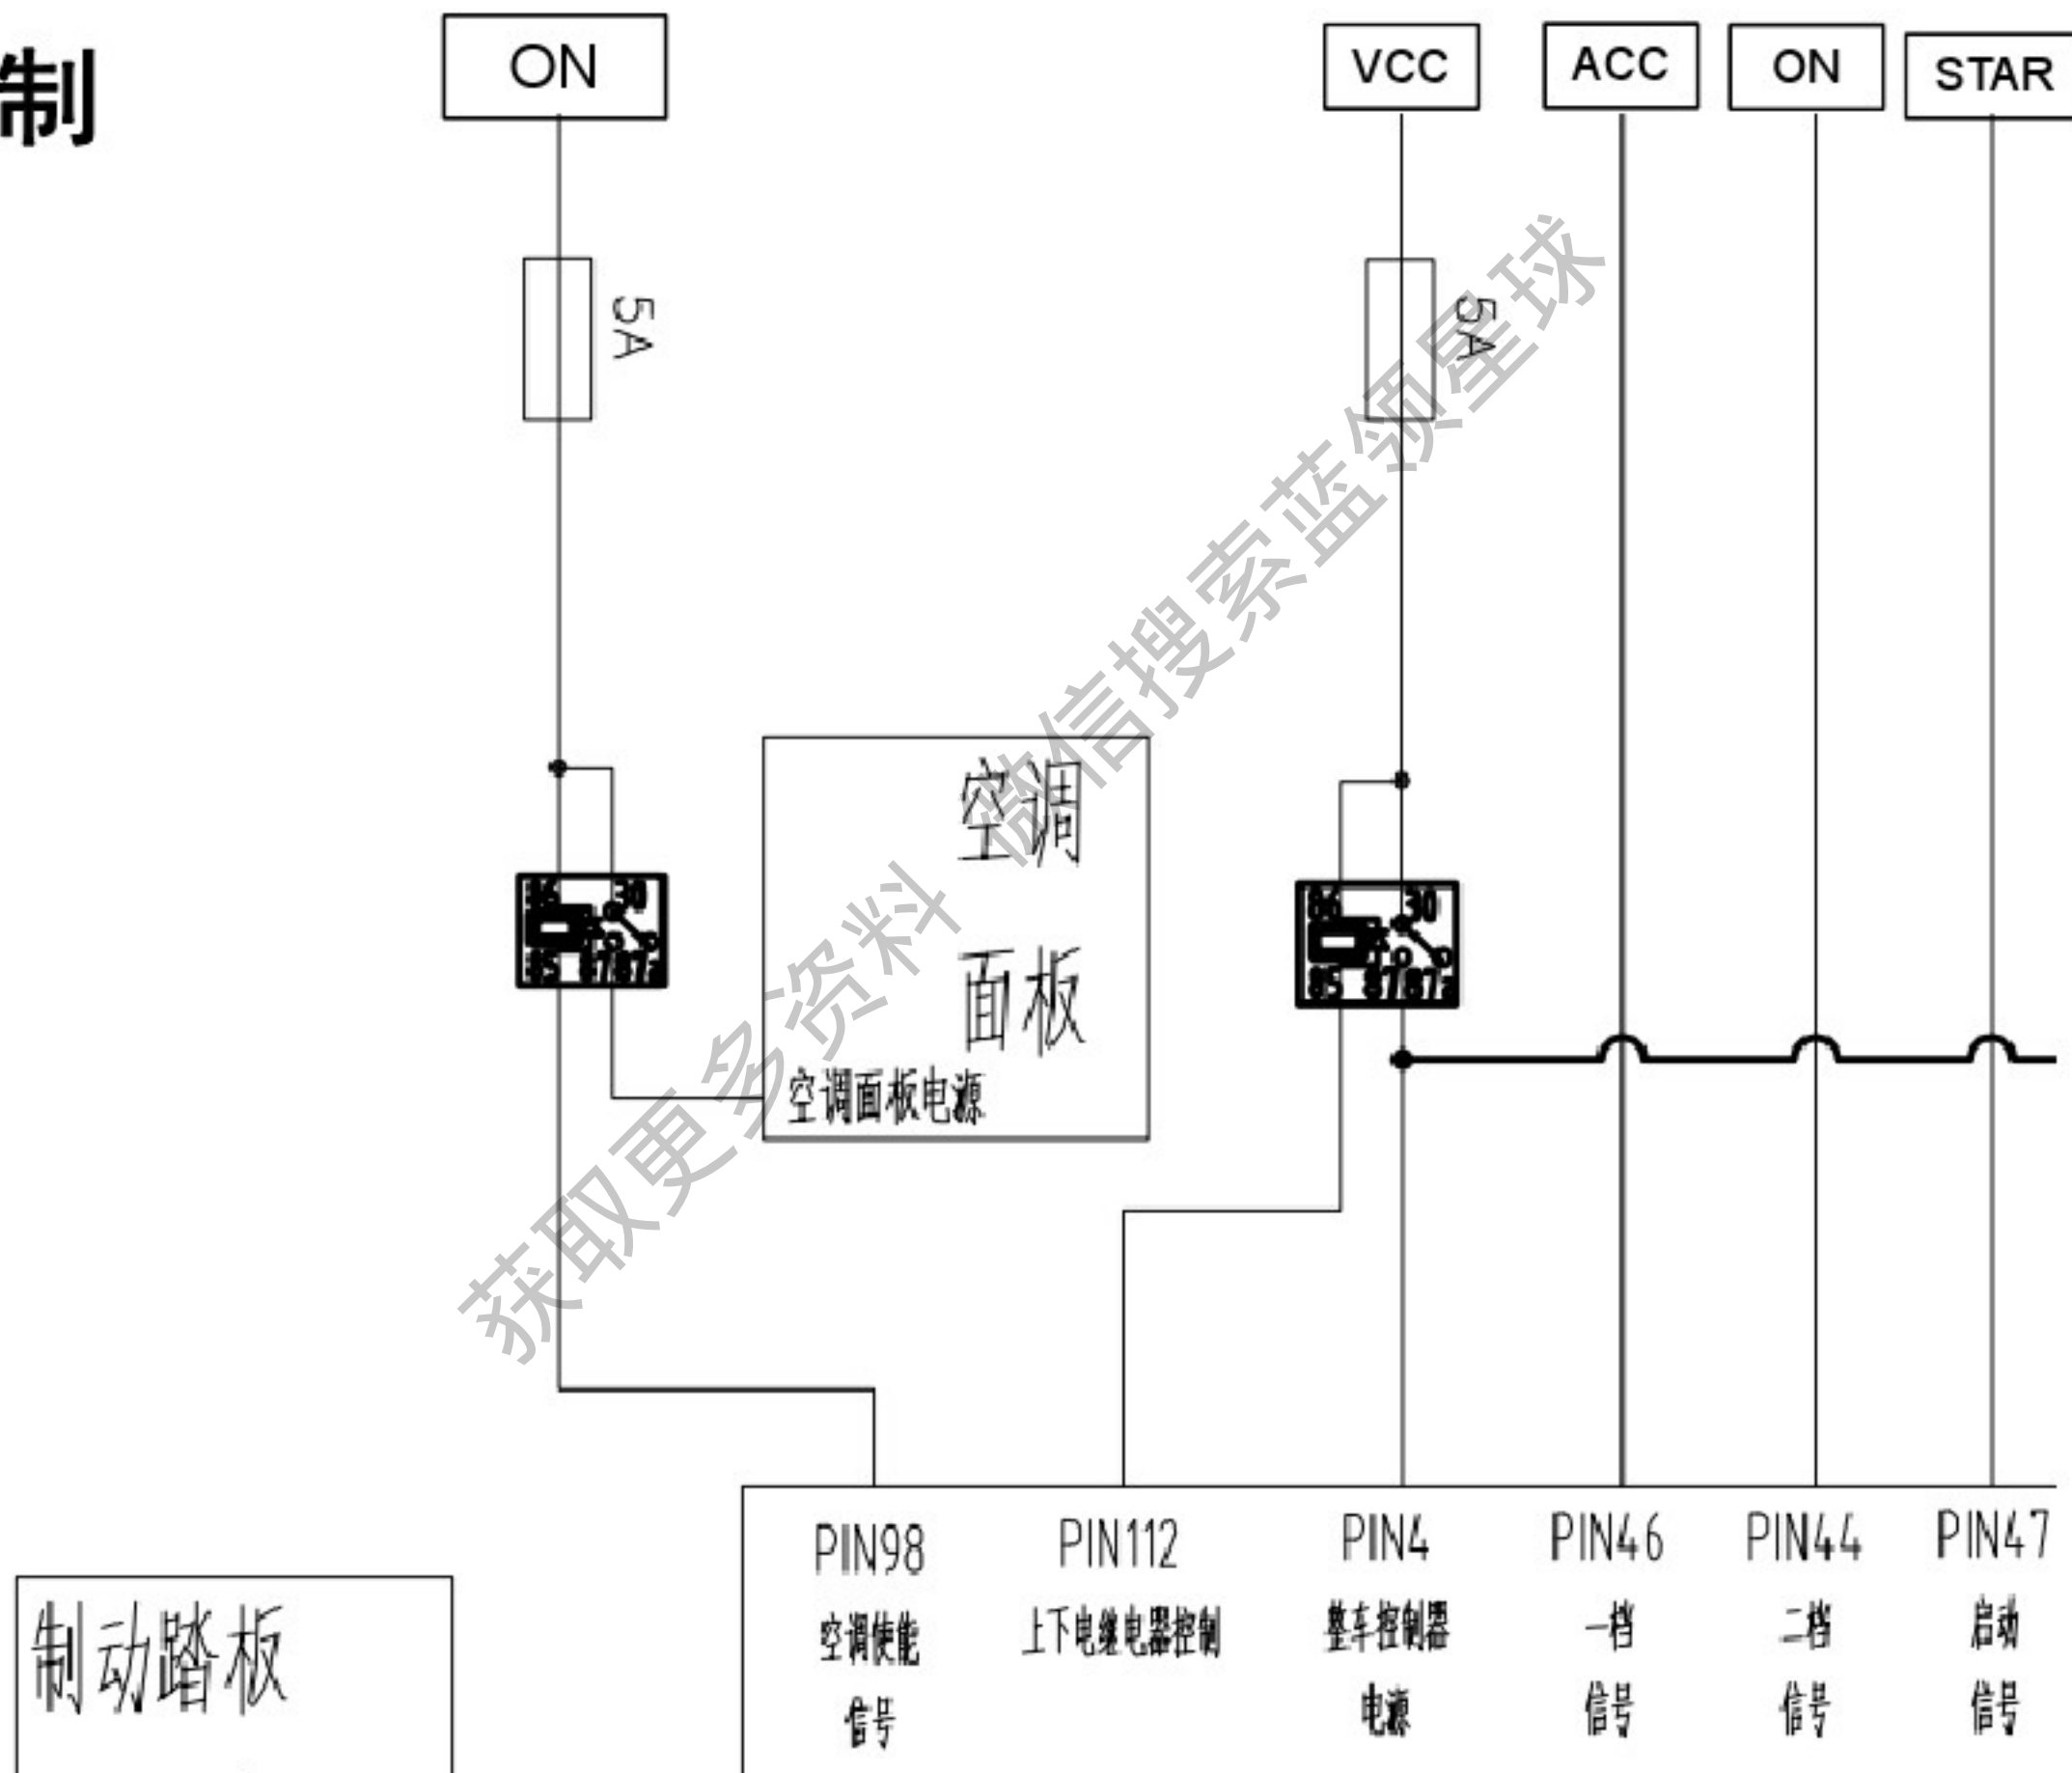 制
ON
VCC
ACC
ON
STAR
5A
5A
空调
面板
空调面板电源
86 30
85 87 87a
86 30
85 87 87a
PIN98
空调使能
信号
PIN112
上下电继电器控制
PIN4
整车控制器
电源
PIN46
一档
信号
PIN44
二档
信号
PIN47
启动
信号
制动踏板
获取更多资料 微信搜索蓝领星球